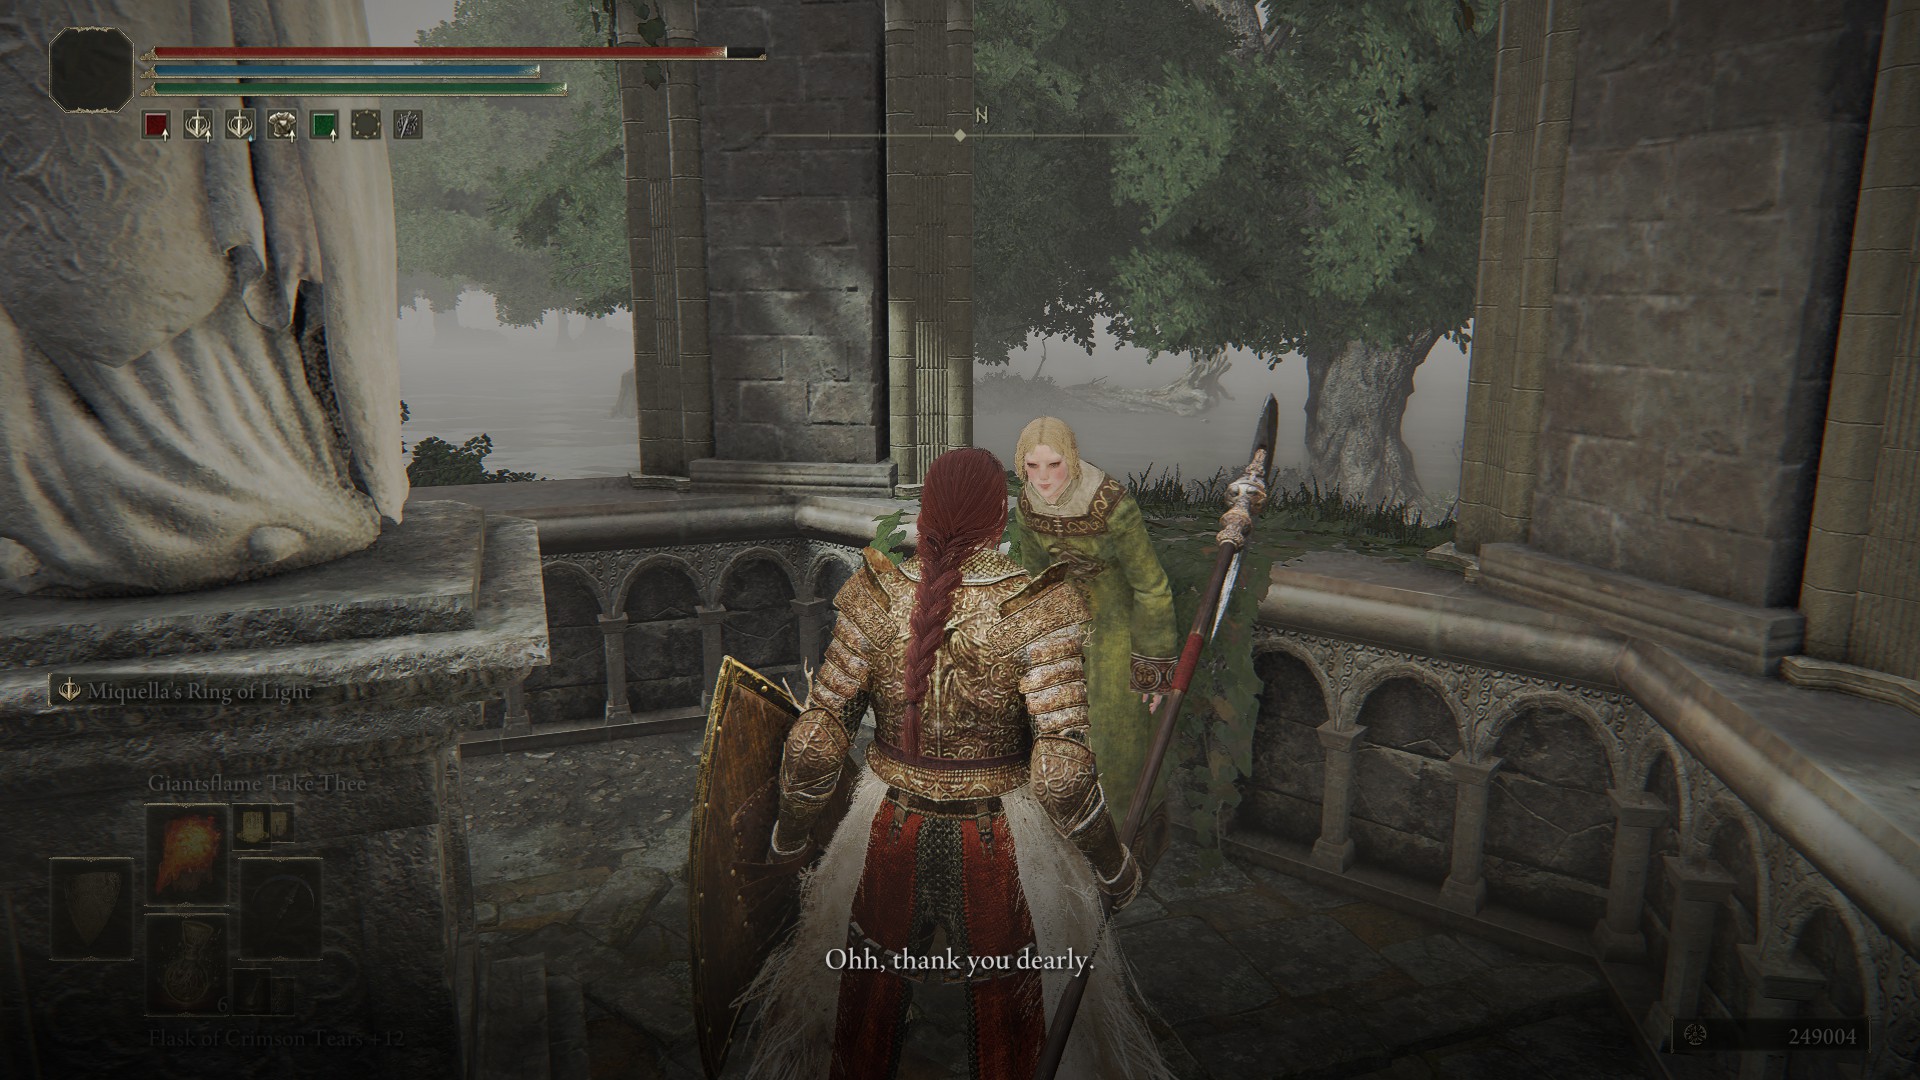 N
Miquella's Ring of Light
Giantsflame Take Thee
6
Flask of Crimson Tears +12
Ohh, thank you dearly.
249004